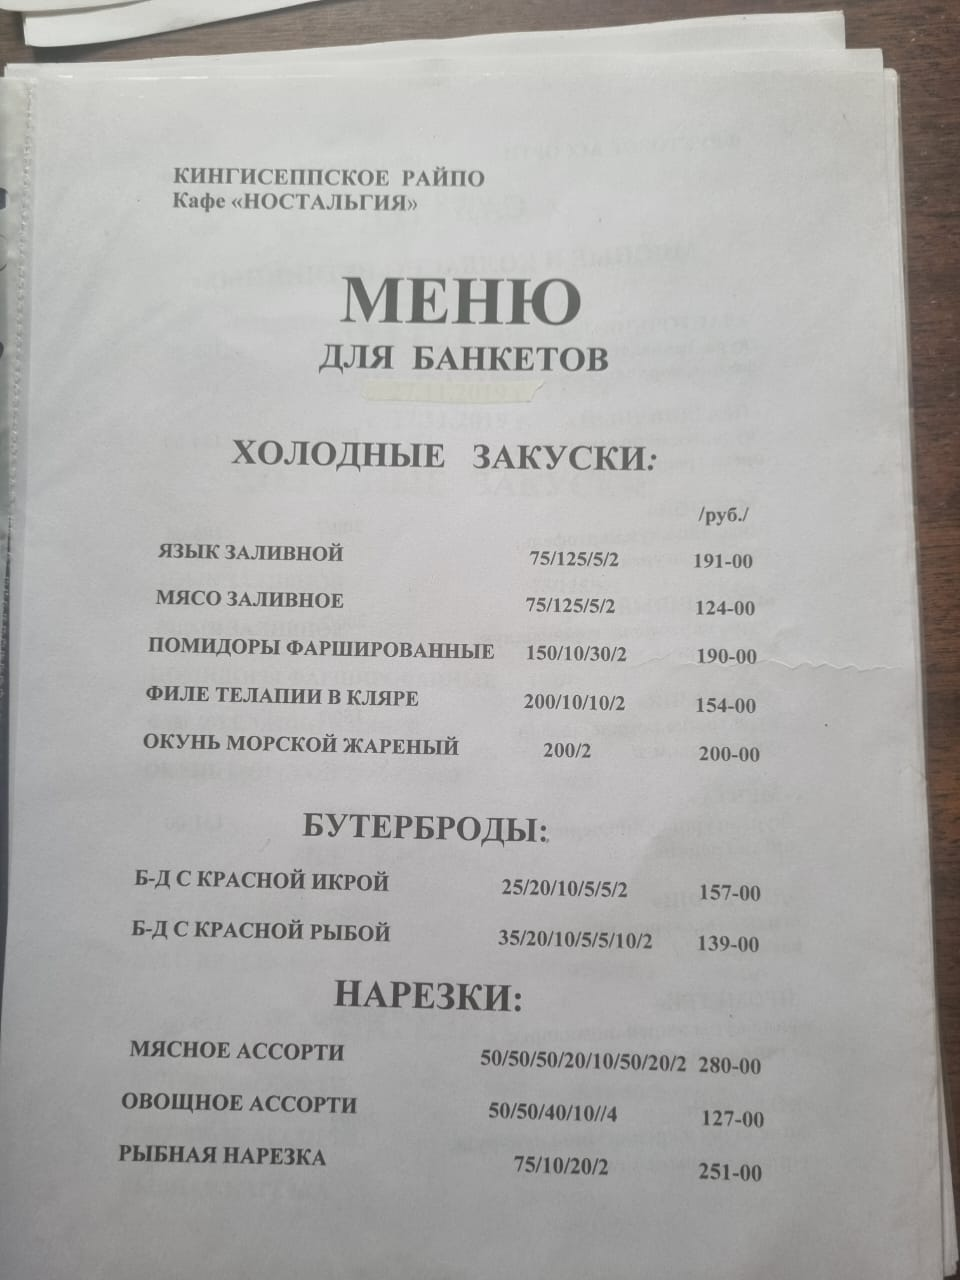 КИНГИСЕППСКОЕ РАЙПО
Кафе «НОСТАЛЬГИЯ»
МЕНЮ
ДЛЯ БАНКЕТОВ
ХОЛОДНЫЕ ЗАКУСКИ:
/руб./
ЯЗЫК ЗАЛИВНОЙ 75/125/5/2 191-00
МЯСО ЗАЛИВНОЕ 75/125/5/2 124-00
ПОМИДОРЫ ФАРШИРОВАННЫЕ 150/10/30/2 190-00
ФИЛЕ ТЕЛАПИИ В КЛЯРЕ 200/10/10/2 154-00
ОКУНЬ МОРСКОЙ ЖАРЕНЫЙ 200/2 200-00
БУТЕРБРОДЫ:
Б-Д С КРАСНОЙ ИКРОЙ 25/20/10/5/5/2 157-00
Б-Д С КРАСНОЙ РЫБОЙ 35/20/10/5/5/10/2 139-00
НАРЕЗКИ:
МЯСНОЕ АССОРТИ 50/50/50/20/10/50/20/2 280-00
ОВОЩНОЕ АССОРТИ 50/50/40/10//4 127-00
РЫБНАЯ НАРЕЗКА 75/10/20/2 251-00